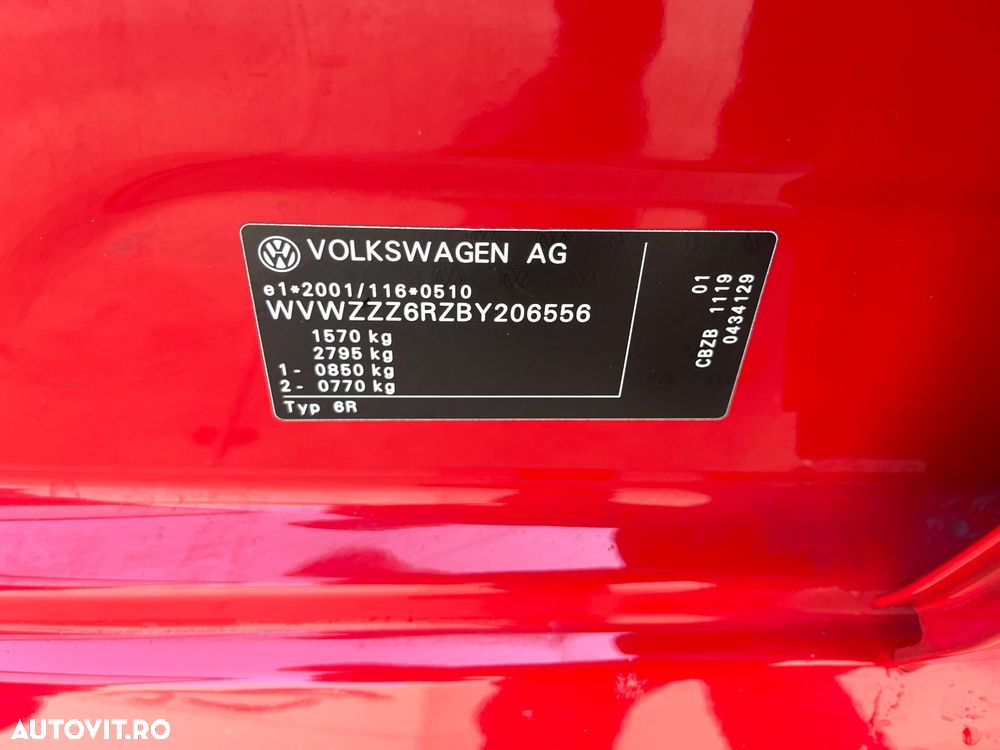 VOLKSWAGEN AG
e1*2001/116*0510
WVWZZZ6RZBY206556
1570 kg
2795 kg
1- 0850 kg
2- 0770 kg
Typ 6R
01
CBZB 1119
0434129
AUTOVIT.RO